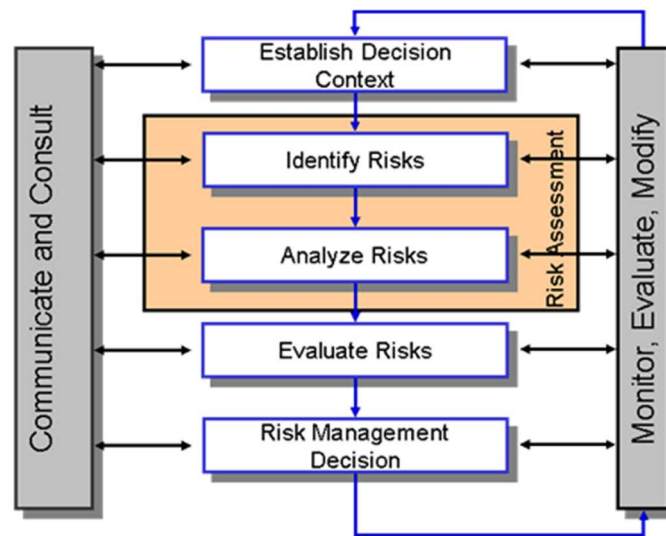 Communicate and Consult
Establish Decision
Context
Identify Risks
Analyze Risks
Risk Assessment
Evaluate Risks
Risk Management
Decision
Monitor, Evaluate, Modify